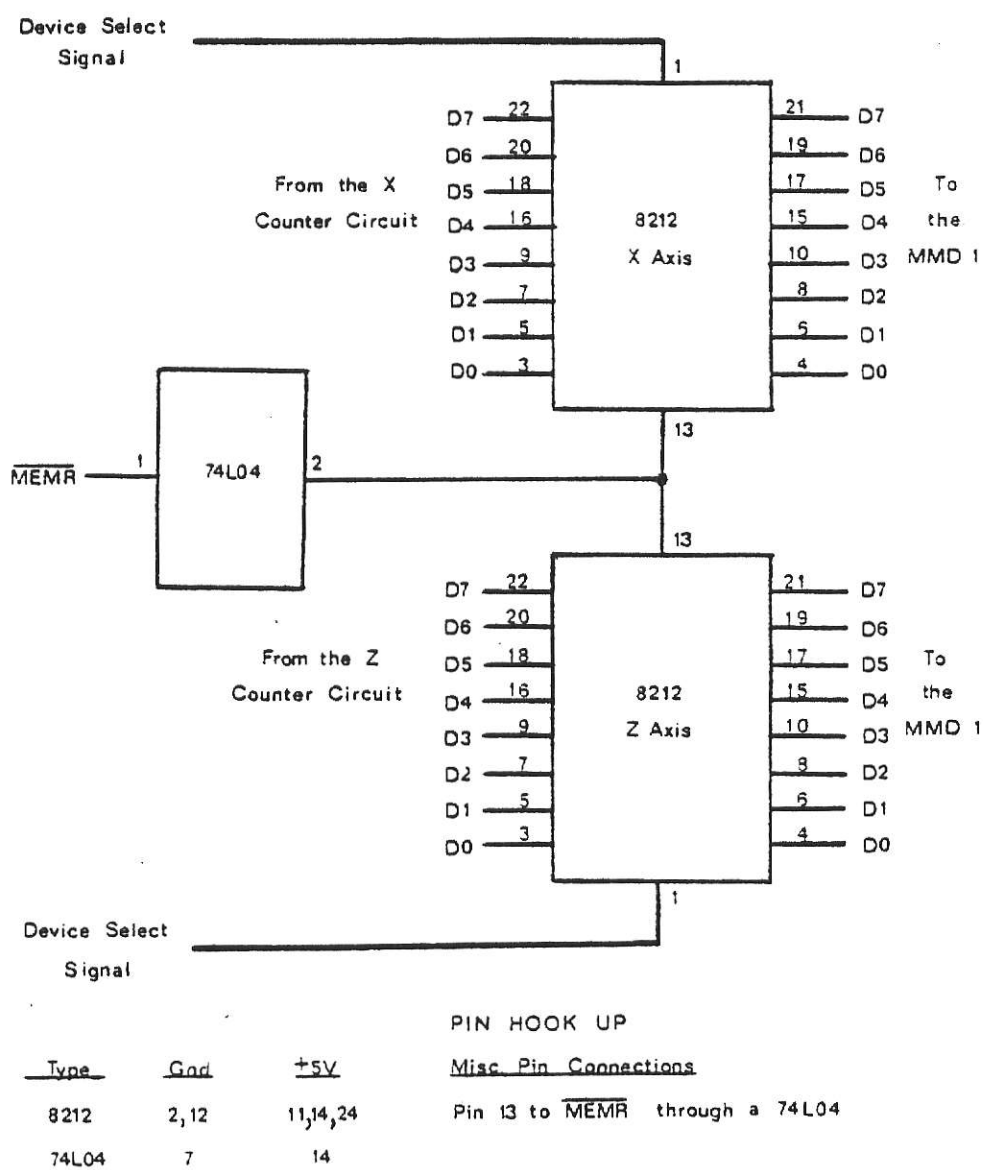 Device Select
Signal
1
D7 22 21 D7
D6 20 19 D6
From the X D5 18 17 D5 To
Counter Circuit D4 16 8212 15 D4 the
D3 9 X Axis 10 D3 MMD 1
D2 7 8 D2
D1 5 6 D1
D0 3 4 D0
13
MEMR 1 74L04 2
13
D7 22 21 D7
D6 20 19 D6
From the Z D5 18 17 D5 To
Counter Circuit D4 16 8212 15 D4 the
D3 9 Z Axis 10 D3 MMD 1
D2 7 8 D2
D1 5 6 D1
D0 3 4 D0
1
Device Select
Signal
PIN HOOK UP
Type Gnd +5V Misc Pin Connections
8212 2,12 11,14,24 Pin 13 to MEMR through a 74L04
74L04 7 14